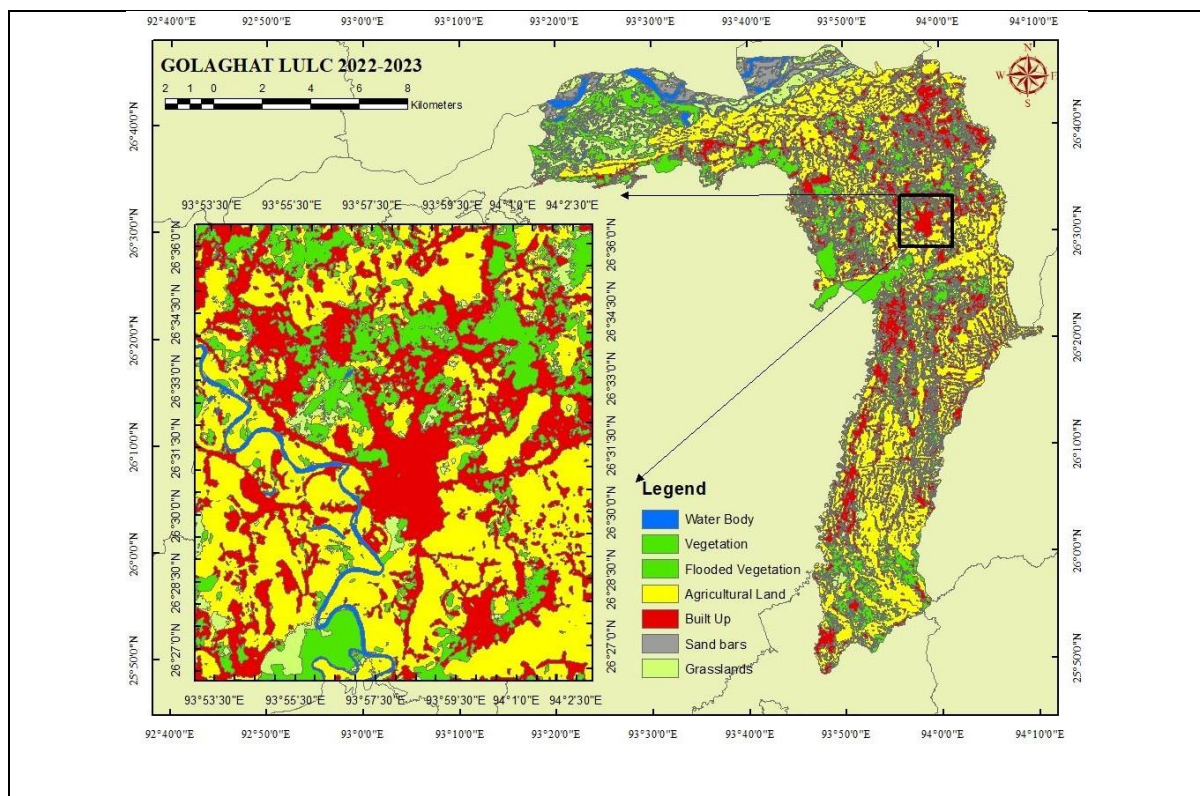 92°40'0"E 92°50'0"E 93°0'0"E 93°10'0"E 93°20'0"E 93°30'0"E 93°40'0"E 93°50'0"E 94°0'0"E 94°10'0"E
GOLAGHAT LULC 2022-2023
2 1 0 2 4 6 8
Kilometers
N
W E
S
26°40'0"N
26°30'0"N
26°20'0"N
26°10'0"N
26°0'0"N
25°50'0"N
93°53'30"E 93°55'30"E 93°57'30"E 93°59'30"E 94°1'0"E 94°2'30"E
26°36'0"N
26°34'30"N
26°33'0"N
26°31'30"N
26°30'0"N
26°28'30"N
26°27'0"N
26°36'0"N
26°34'30"N
26°33'0"N
26°31'30"N
26°30'0"N
26°28'30"N
26°27'0"N
93°53'30"E 93°55'30"E 93°57'30"E 93°59'30"E 94°1'0"E 94°2'30"E
Legend
Water Body
Vegetation
Flooded Vegetation
Agricultural Land
Built Up
Sand bars
Grasslands
26°40'0"N
26°30'0"N
26°20'0"N
26°10'0"N
26°0'0"N
25°50'0"N
92°40'0"E 92°50'0"E 93°0'0"E 93°10'0"E 93°20'0"E 93°30'0"E 93°40'0"E 93°50'0"E 94°0'0"E 94°10'0"E